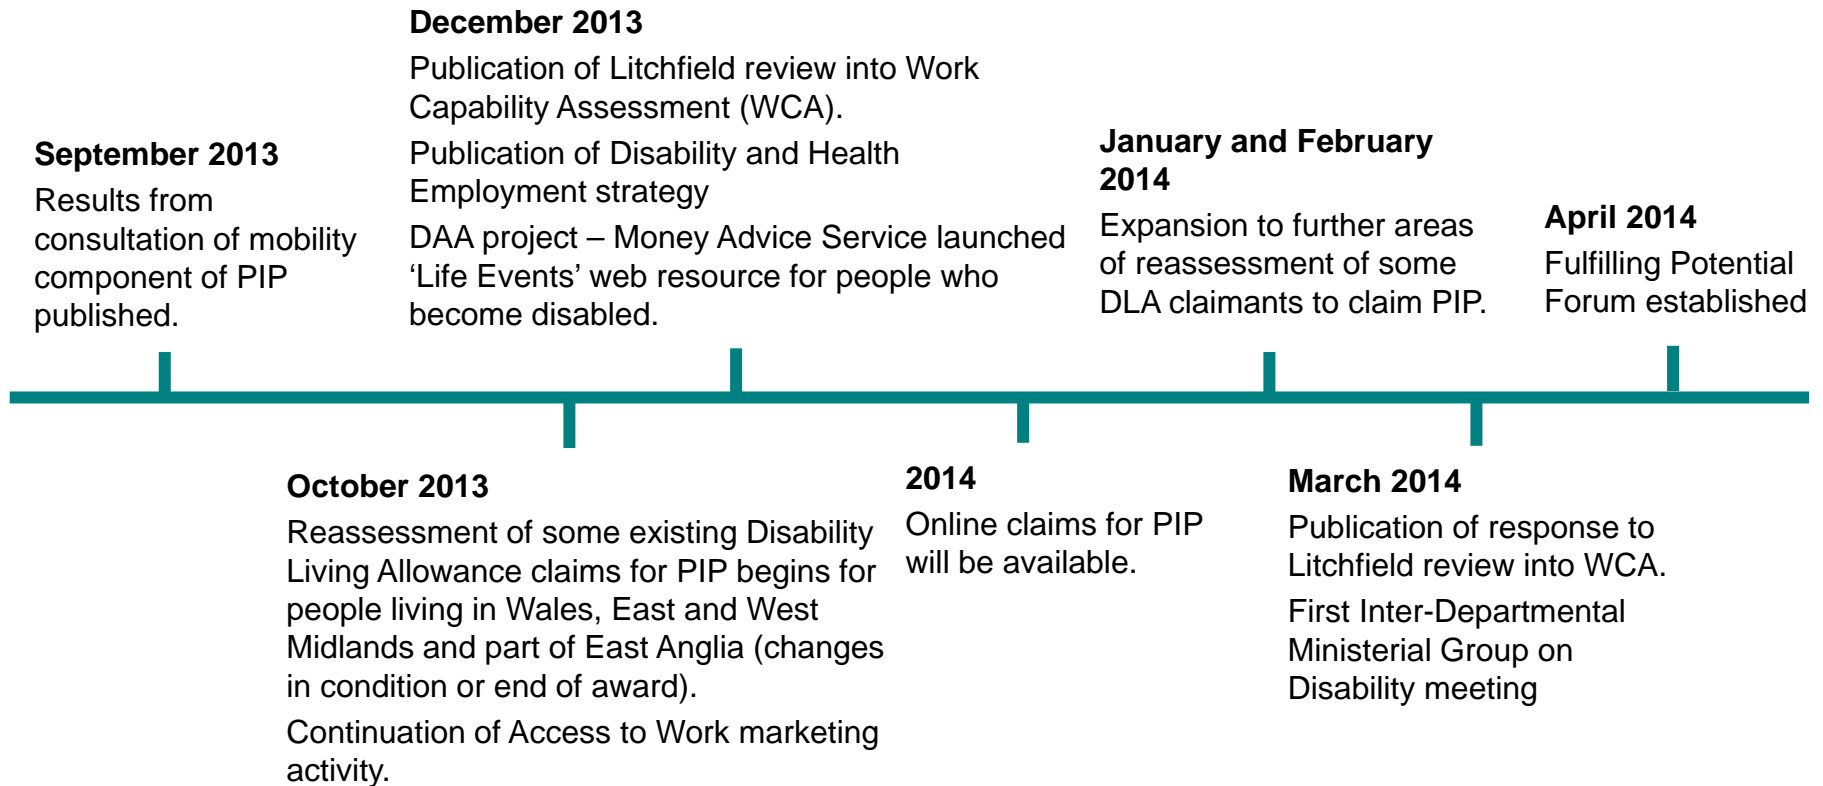 September 2013
Results from
consultation of mobility
component of PIP
published.
October 2013
Reassessment of some existing Disability
Living Allowance claims for PIP begins for
people living in Wales, East and West
Midlands and part of East Anglia (changes
in condition or end of award).
Continuation of Access to Work marketing
activity.
December 2013
Publication of Litchfield review into Work
Capability Assessment (WCA).
Publication of Disability and Health
Employment strategy
DAA project – Money Advice Service launched
‘Life Events’ web resource for people who
become disabled.
2014
Online claims for PIP
will be available.
January and February
2014
Expansion to further areas
of reassessment of some
DLA claimants to claim PIP.
March 2014
Publication of response to
Litchfield review into WCA.
First Inter-Departmental
Ministerial Group on
Disability meeting
April 2014
Fulfilling Potential
Forum established